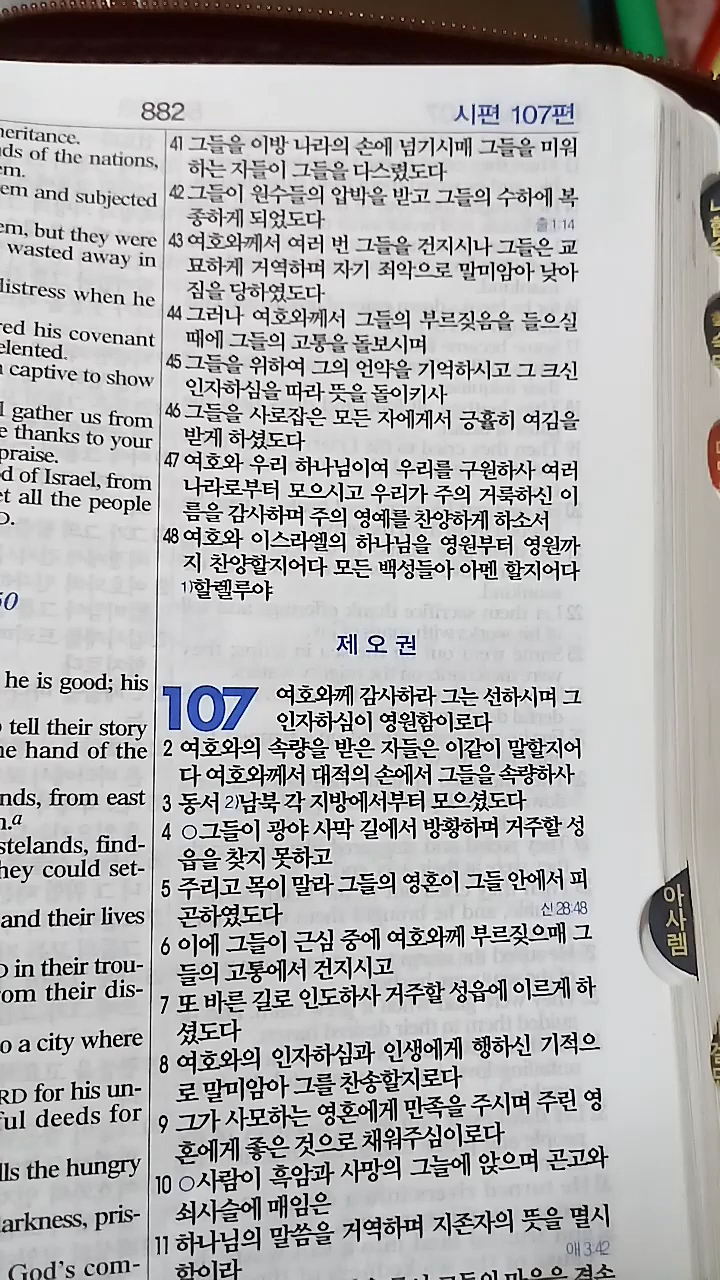 882
시편 107편
heritance.
ds of the nations,
em.
em and subjected
em, but they were
wasted away in
distress when he
red his covenant
elented.
captive to show
gather us from
e thanks to your
praise.
d of Israel, from
et all the people
50
he is good; his
tell their story
he hand of the
nds, from east
n.a
stelands, find-
hey could set-
and their lives
in their trou-
om their dis-
o a city where
RD for his un-
ful deeds for
lls the hungry
darkness, pris-
God's com-
41 그들을 이방 나라의 손에 넘기시매 그들을 미워
하는 자들이 그들을 다스렸도다
42 그들이 원수들의 압박을 받고 그들의 수하에 복
종하게 되었도다
출 1:14
43 여호와께서 여러 번 그들을 건지시나 그들은 교
묘하게 거역하며 자기 죄악으로 말미암아 낮아
짐을 당하였도다
44 그러나 여호와께서 그들의 부르짖음을 들으실
때에 그들의 고통을 돌보시며
45 그들을 위하여 그의 언약을 기억하시고 그 크신
인자하심을 따라 뜻을 돌이키사
46 그들을 사로잡은 모든 자에게서 긍휼히 여김을
받게 하셨도다
47 여호와 우리 하나님이여 우리를 구원하사 여러
나라로부터 모으시고 우리가 주의 거룩하신 이
름을 감사하며 주의 영예를 찬양하게 하소서
48 여호와 이스라엘의 하나님을 영원부터 영원까
지 찬양할지어다 모든 백성들아 아멘 할지어다
1)할렐루야
제 오 권
107 여호와께 감사하라 그는 선하시며 그
인자하심이 영원함이로다
2 여호와의 속량을 받은 자들은 이같이 말할지어
다 여호와께서 대적의 손에서 그들을 속량하사
3 동서 2)남북 각 지방에서부터 모으셨도다
4 ○그들이 광야 사막 길에서 방황하며 거주할 성
읍을 찾지 못하고
5 주리고 목이 말라 그들의 영혼이 그들 안에서 피
곤하였도다
신 28:48
6 이에 그들이 근심 중에 여호와께 부르짖으매 그
들의 고통에서 건지시고
7 또 바른 길로 인도하사 거주할 성읍에 이르게 하
셨도다
8 여호와의 인자하심과 인생에게 행하신 기적으
로 말미암아 그를 찬송할지로다
9 그가 사모하는 영혼에게 만족을 주시며 주린 영
혼에게 좋은 것으로 채워주심이로다
10 ○사람이 흑암과 사망의 그늘에 앉으며 곤고와
쇠사슬에 매임은
11 하나님의 말씀을 거역하며 지존자의 뜻을 멸시
함이라
애 3:42
그들의 마음을 겸손
아사렘